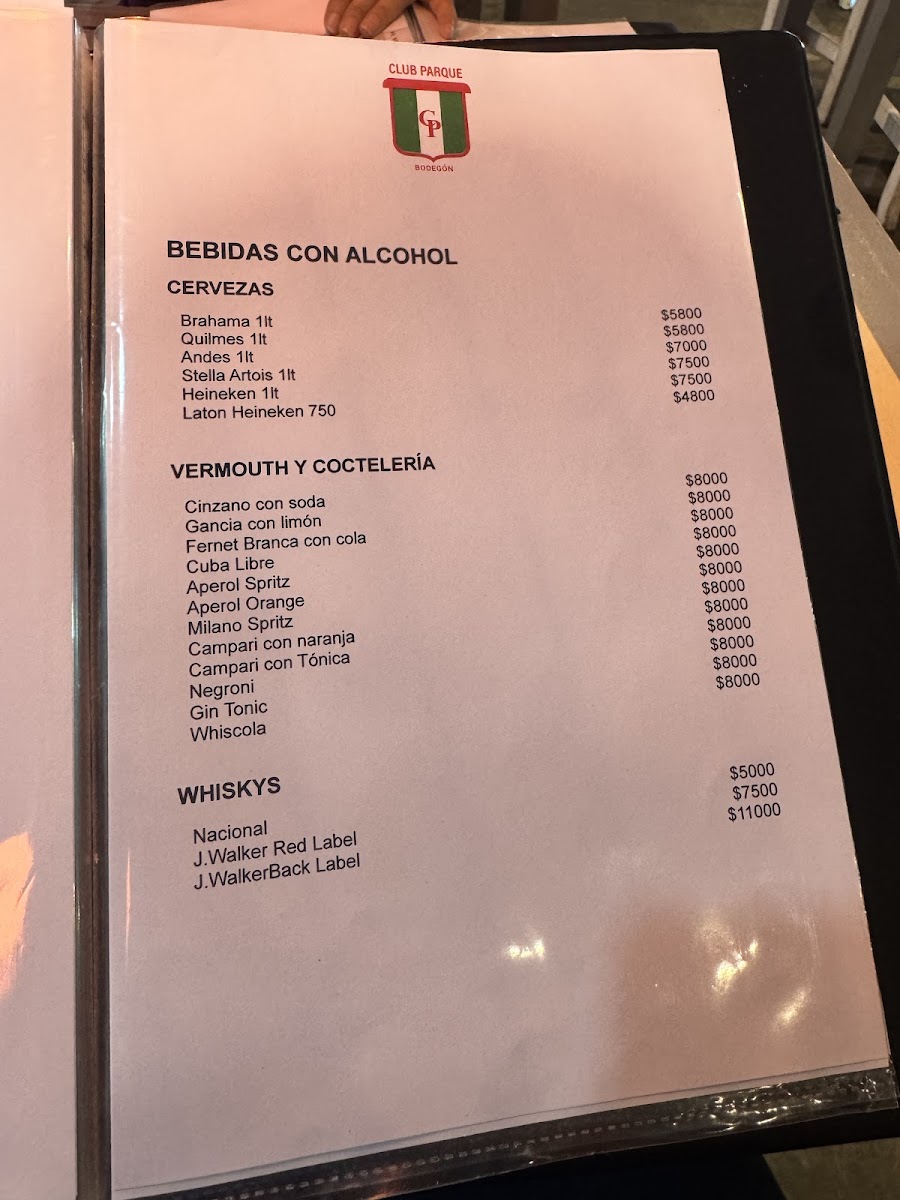 CLUB PARQUE
CP
BODEGÓN
BEBIDAS CON ALCOHOL
CERVEZAS
Brahama 1lt $5800
Quilmes 1lt $5800
Andes 1lt $7000
Stella Artois 1lt $7500
Heineken 1lt $7500
Laton Heineken 750 $4800
VERMOUTH Y COCTELERÍA
Cinzano con soda $8000
Gancia con limón $8000
Fernet Branca con cola $8000
Cuba Libre $8000
Aperol Spritz $8000
Aperol Orange $8000
Milano Spritz $8000
Campari con naranja $8000
Campari con Tónica $8000
Negroni $8000
Gin Tonic $8000
Whiscola $8000
WHISKYS
Nacional $5000
J.Walker Red Label $7500
J.WalkerBack Label $11000